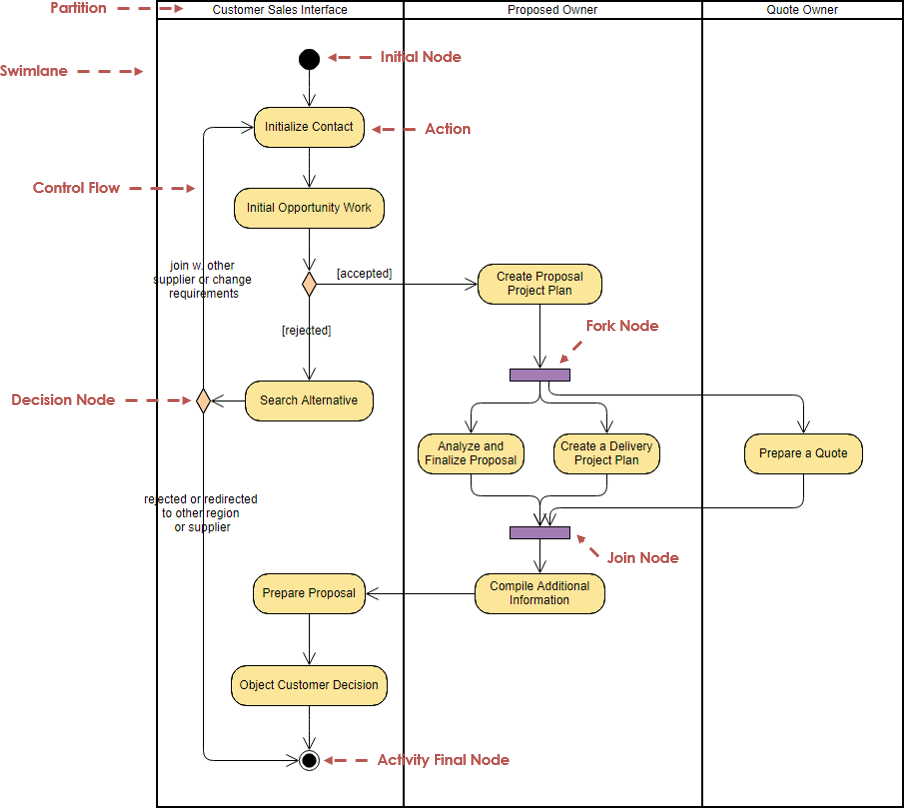 Partition
Customer Sales Interface
Proposed Owner
Quote Owner
Initial Node
Swimlane
Initialize Contact
Action
Control Flow
Initial Opportunity Work
join w. other
supplier or change
requirements
[accepted]
Create Proposal
Project Plan
[rejected]
Fork Node
Decision Node
Search Alternative
Analyze and
Finalize Proposal
Create a Delivery
Project Plan
Prepare a Quote
rejected or redirected
to other region
or supplier
Join Node
Prepare Proposal
Compile Additional
Information
Object Customer Decision
Activity Final Node